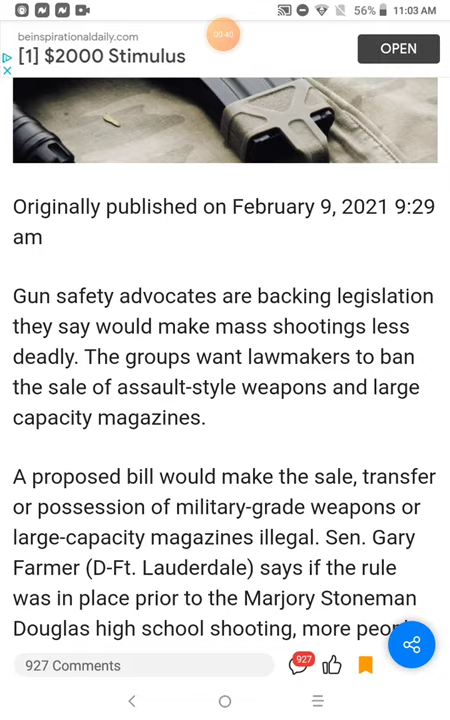 56% 11:03 AM
beinspirationaldaily.com
00:40
[1] $2000 Stimulus
OPEN
Originally published on February 9, 2021 9:29
am
Gun safety advocates are backing legislation
they say would make mass shootings less
deadly. The groups want lawmakers to ban
the sale of assault-style weapons and large
capacity magazines.
A proposed bill would make the sale, transfer
or possession of military-grade weapons or
large-capacity magazines illegal. Sen. Gary
Farmer (D-Ft. Lauderdale) says if the rule
was in place prior to the Marjory Stoneman
Douglas high school shooting, more
927 Comments
927